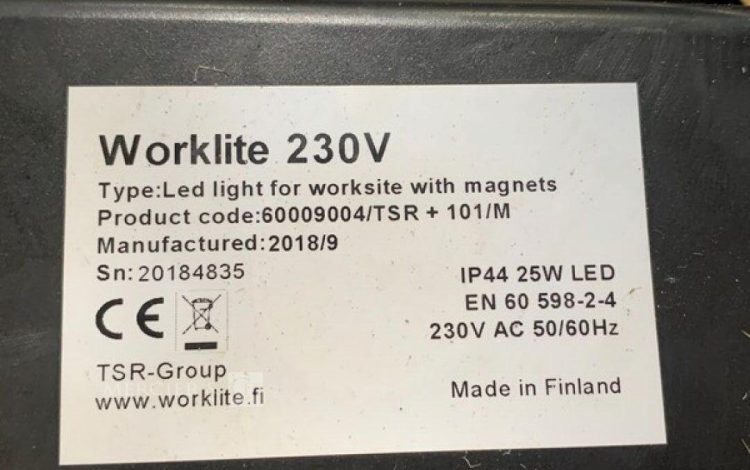 Worklite 230V
Type:Led light for worksite with magnets
Product code:60009004/TSR + 101/M
Manufactured:2018/9
Sn:20184835
IP44 25W LED
EN 60 598-2-4
230V AC 50/60Hz
CE
TSR-Group
www.worklite.fi
Made in Finland